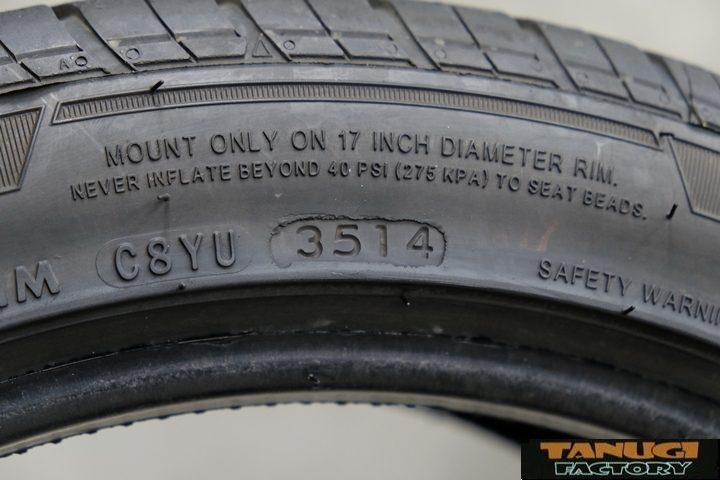 MOUNT ONLY ON 17 INCH DIAMETER RIM.
NEVER INFLATE BEYOND 40 PSI (275 KPA) TO SEAT BEADS.
C8YU 3514
SAFETY WARNIN
TANUGI
FACTORY